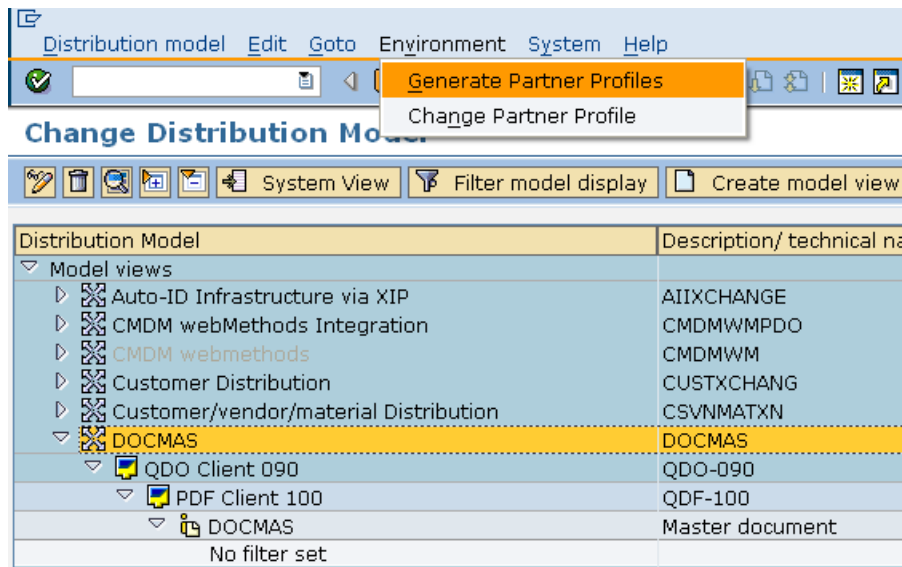 Distribution model Edit Goto Environment System Help
Generate Partner Profiles
Change Partner Profile
Change Distribution Model
System View Filter model display Create model view
Distribution Model Description/ technical na
Model views
Auto-ID Infrastructure via XIP AIIXCHANGE
CMDM webMethods Integration CMDMWMPDO
CMDM webmethods CMDMWM
Customer Distribution CUSTXCHANG
Customer/vendor/material Distribution CSVNMATXN
DOCMAS DOCMAS
QDO Client 090 QDO-090
PDF Client 100 QDF-100
DOCMAS Master document
No filter set